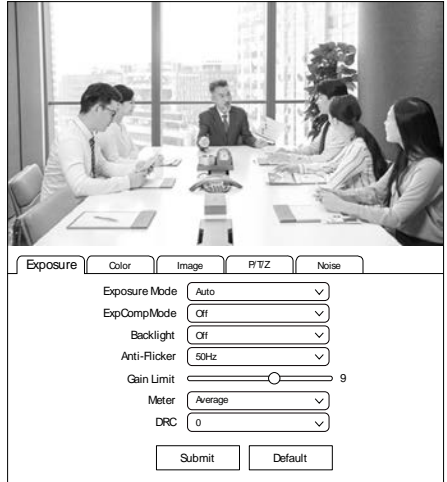 Exposure Color Image P/T/Z Noise
Exposure Mode Auto
ExpCompMode Off
Backlight Off
Anti-Flicker 50Hz
Gain Limit 9
Meter Average
DRC 0
Submit Default